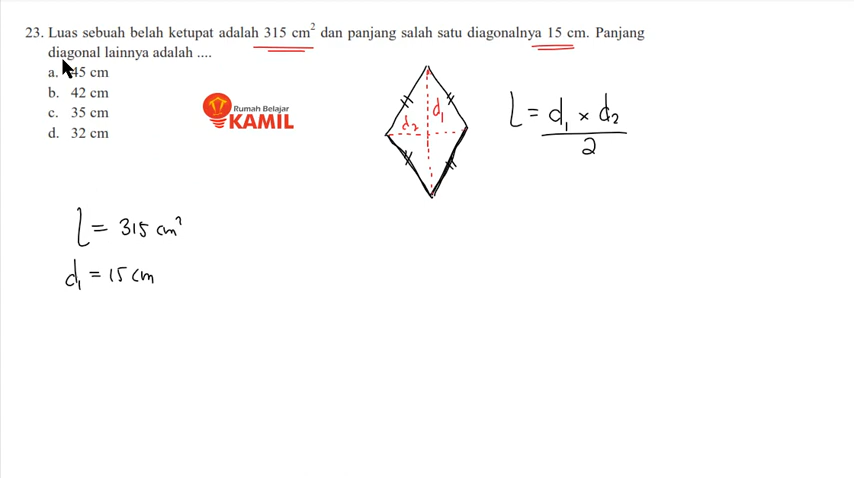 23. Luas sebuah belah ketupat adalah 315 cm² dan panjang salah satu diagonalnya 15 cm. Panjang
diagonal lainnya adalah ....
a. 45 cm
b. 42 cm
c. 35 cm
d. 32 cm
Rumah Belajar
KAMIL
d₁
d₂
L = d₁ × d₂
2
L = 315 cm²
d₁ = 15 cm